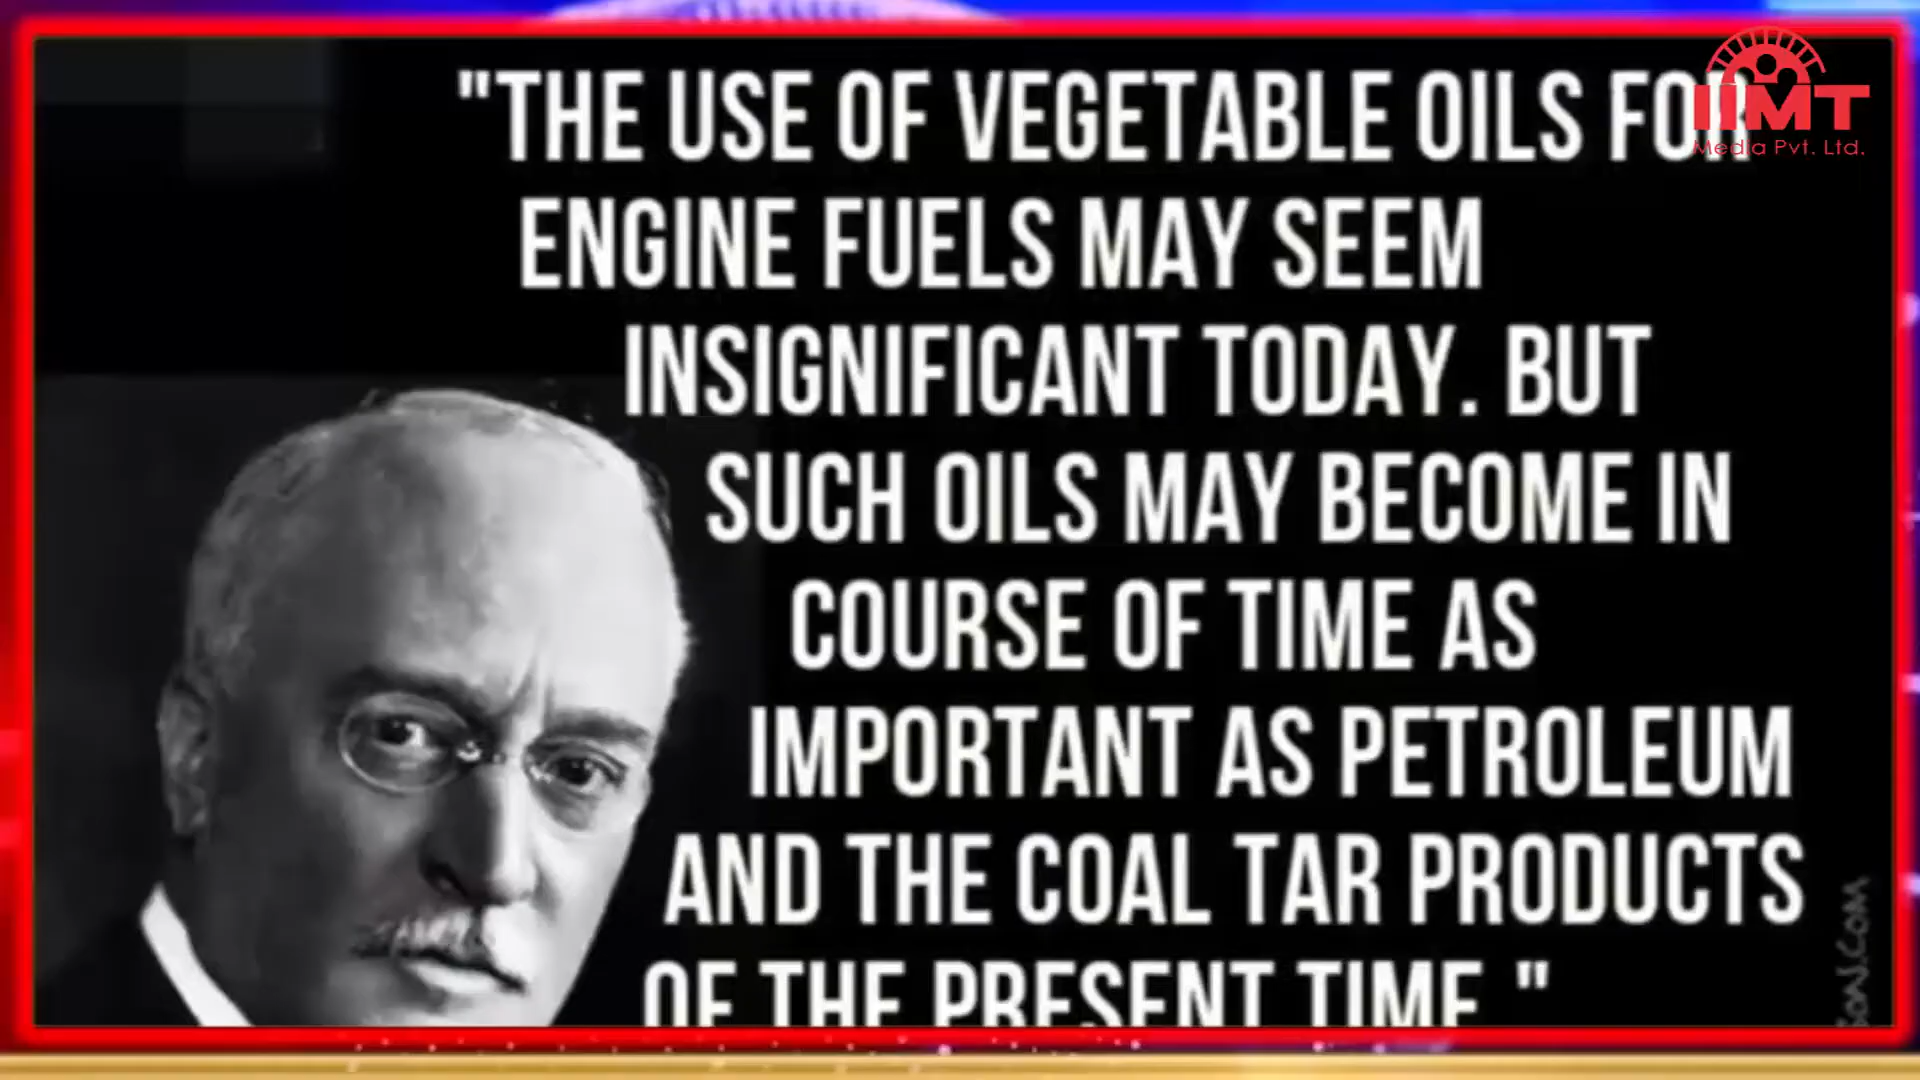 "THE USE OF VEGETABLE OILS FOR
IIMT
Media Pvt. Ltd.
ENGINE FUELS MAY SEEM
INSIGNIFICANT TODAY. BUT
SUCH OILS MAY BECOME IN
COURSE OF TIME AS
IMPORTANT AS PETROLEUM
AND THE COAL TAR PRODUCTS
OF THE PRESENT TIME."